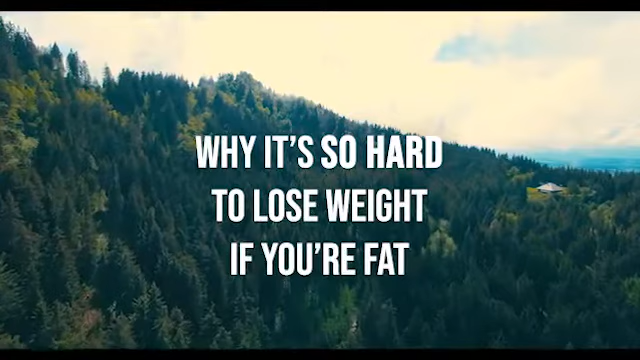 WHY IT'S SO HARD
TO LOSE WEIGHT
IF YOU'RE FAT